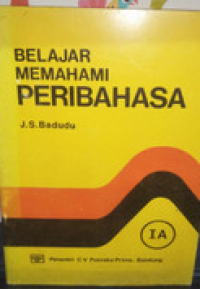 BELAJAR
MEMAHAMI
PERIBAHASA
J.S.Badudu
IA
Penerbit C V Pustaka Prima, Bandung